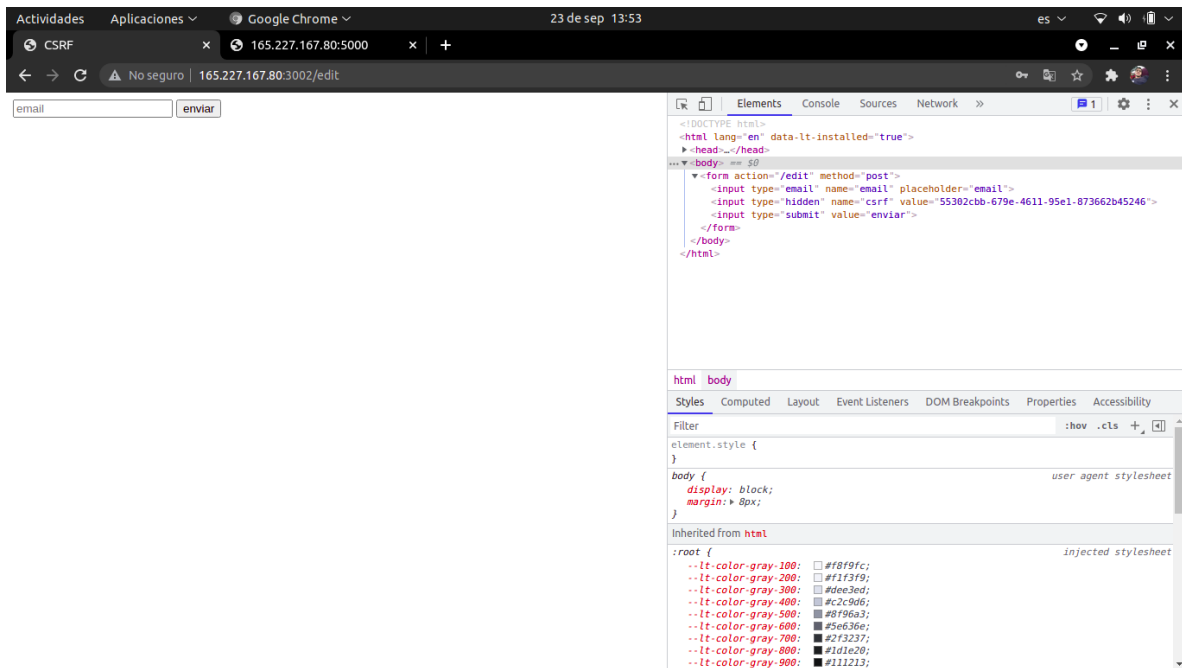 Actividades Aplicaciones Google Chrome 23 de sep 13:53 es
CSRF 165.227.167.80:5000
No seguro 165.227.167.80:3002/edit
email enviar
Elements Console Sources Network » 1
<!DOCTYPE html>
<html lang="en" data-lt-installed="true">
<head>…</head>
<body> == $0
<form action="/edit" method="post">
<input type="email" name="email" placeholder="email">
<input type="hidden" name="csrf" value="55302cbb-679e-4611-95e1-873662b45246">
<input type="submit" value="enviar">
</form>
</body>
</html>
html body
Styles Computed Layout Event Listeners DOM Breakpoints Properties Accessibility
Filter :hov .cls +
element.style {
}
body { user agent stylesheet
display: block;
margin: 8px;
}
Inherited from html
:root { injected stylesheet
--lt-color-gray-100: #f8f9fc;
--lt-color-gray-200: #f1f3f9;
--lt-color-gray-300: #dee3ed;
--lt-color-gray-400: #c2c9d6;
--lt-color-gray-500: #8f96a3;
--lt-color-gray-600: #5e636e;
--lt-color-gray-700: #2f3237;
--lt-color-gray-800: #1d1e20;
--lt-color-gray-900: #111213;